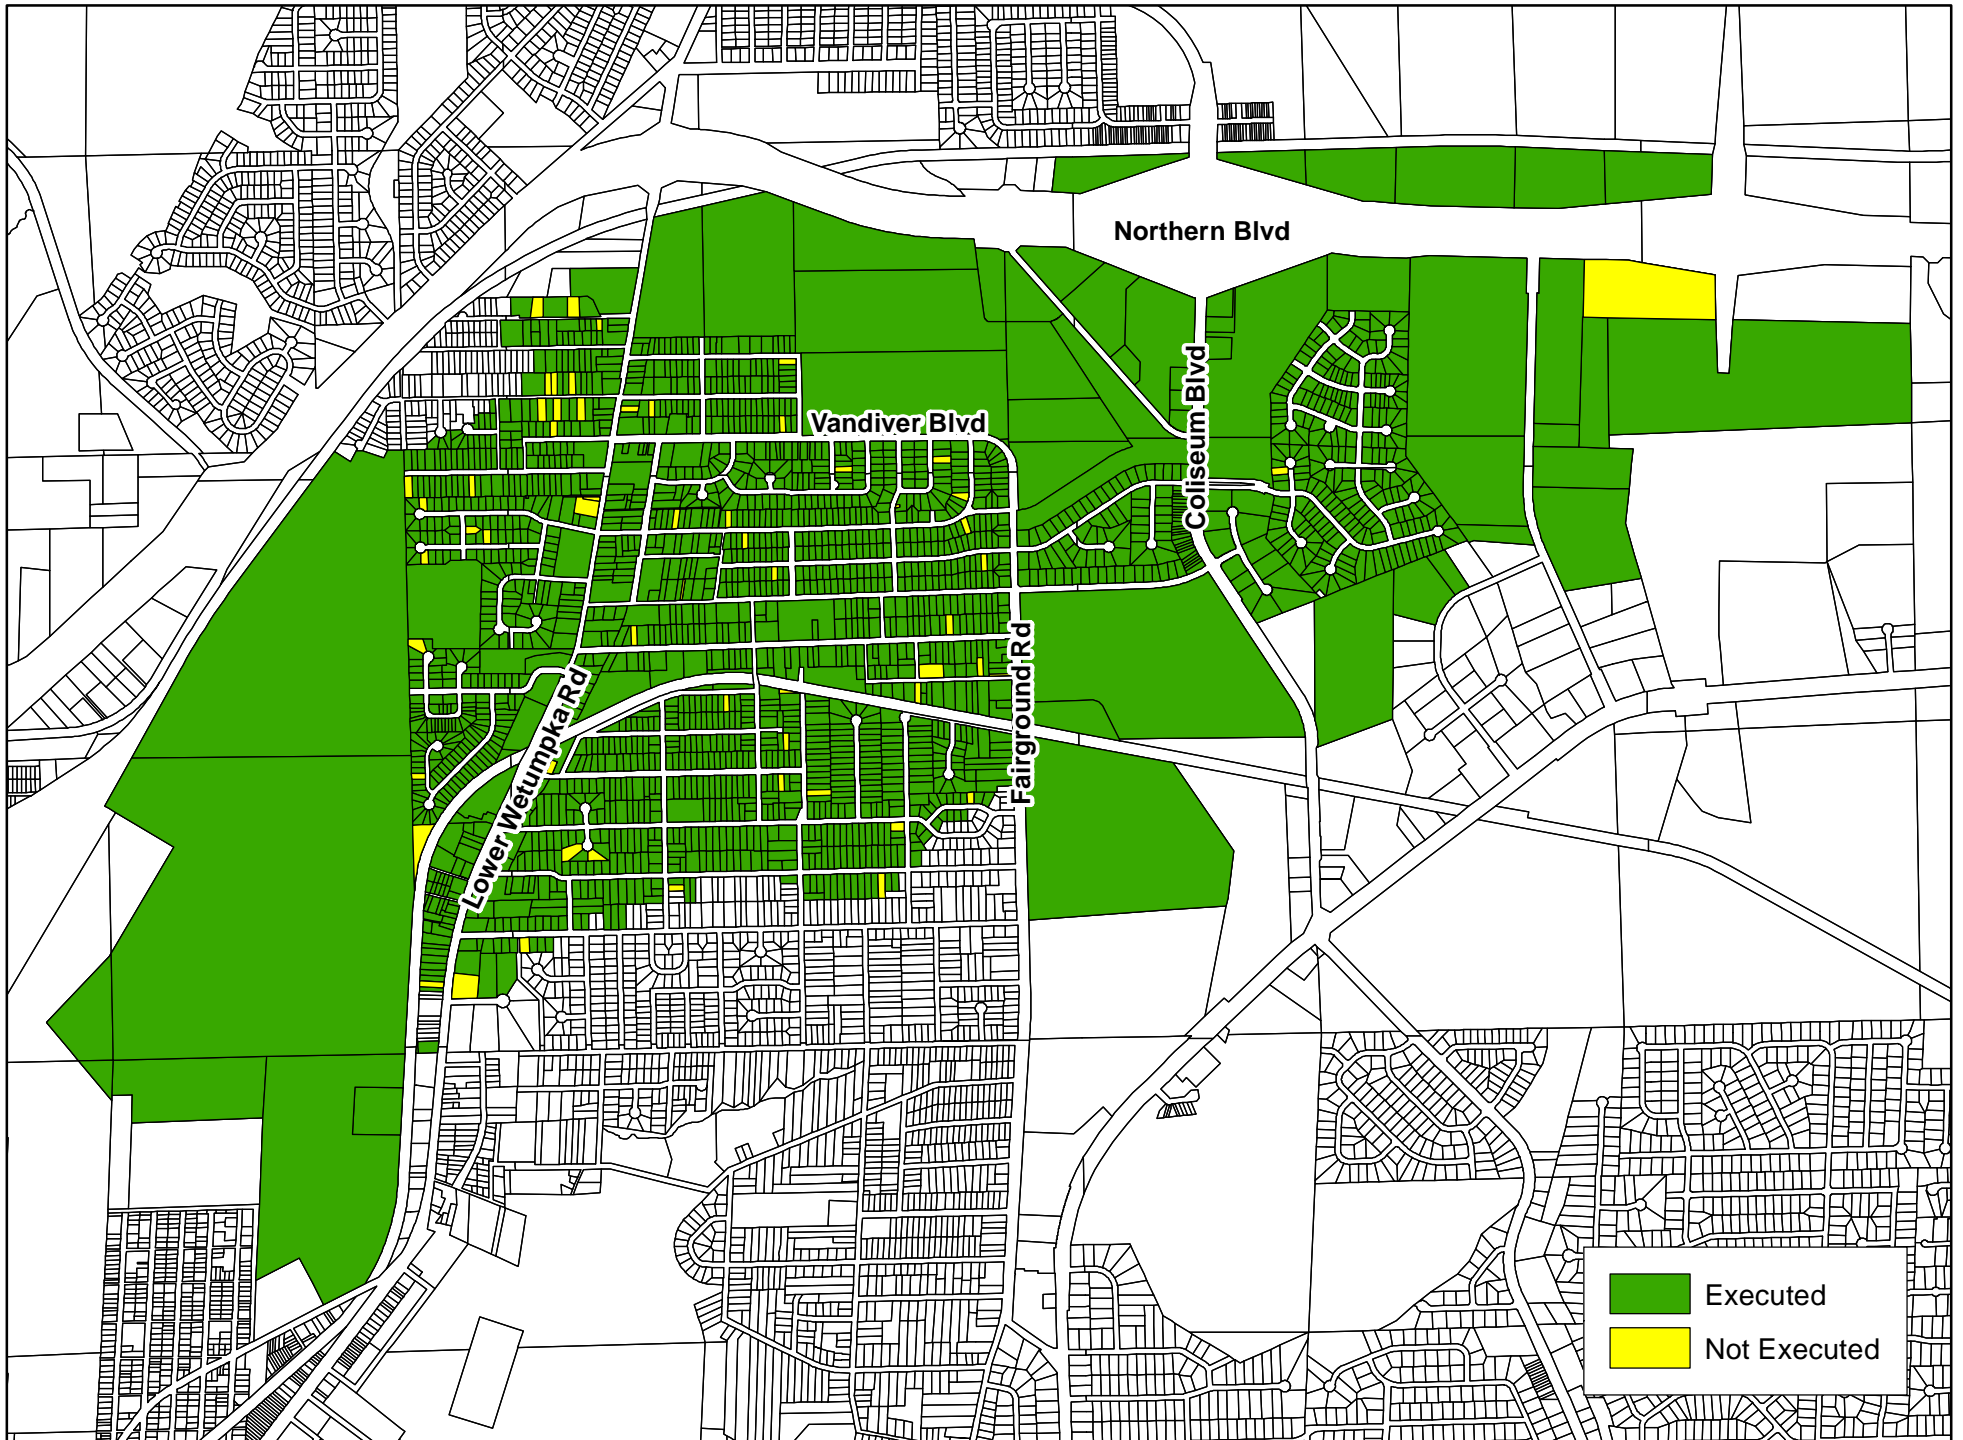 Northern Blvd
Coliseum Blvd
Vandiver Blvd
Fairground Rd
Lower Wetumpka Rd
Executed
Not Executed